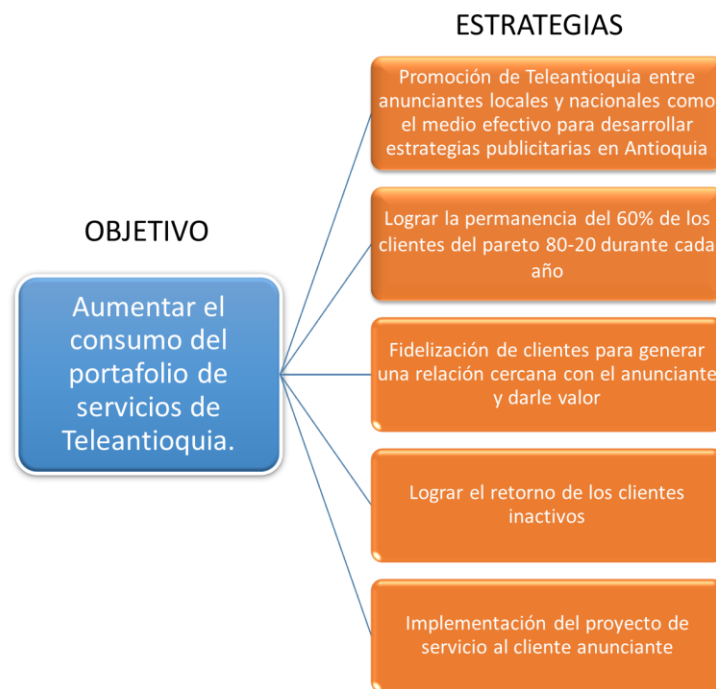 ESTRATEGIAS
Promoción de Teleantioquia entre
anunciantes locales y nacionales como
el medio efectivo para desarrollar
estrategias publicitarias en Antioquia
Lograr la permanencia del 60% de los
clientes del pareto 80-20 durante cada
año
OBJETIVO
Aumentar el
consumo del
portafolio de
servicios de
Teleantioquia.
Fidelización de clientes para generar
una relación cercana con el anunciante
y darle valor
Lograr el retorno de los clientes
inactivos
Implementación del proyecto de
servicio al cliente anunciante